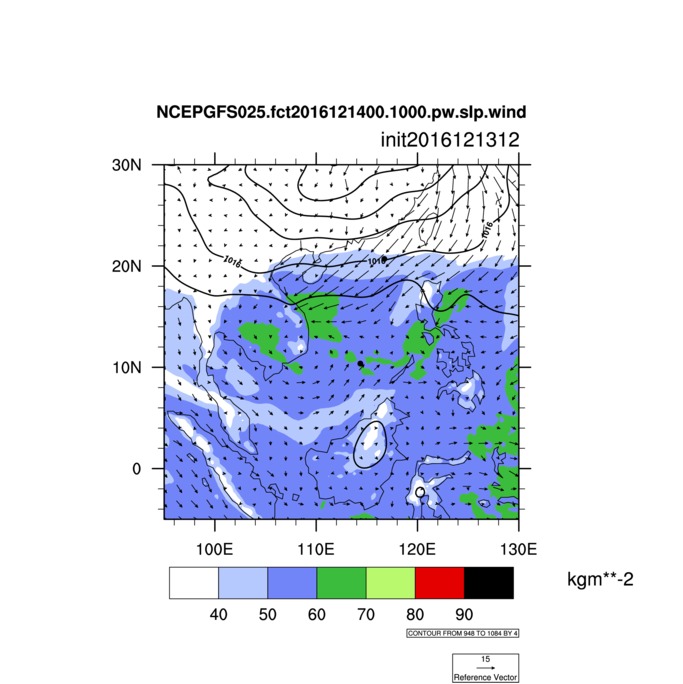 NCEPGFS025.fct2016121400.1000.pw.slp.wind
init2016121312
30N
20N
10N
0
1016
1016
1016
100E 110E 120E 130E
kgm**-2
40 50 60 70 80 90
CONTOUR FROM 948 TO 1084 BY 4
15
Reference Vector